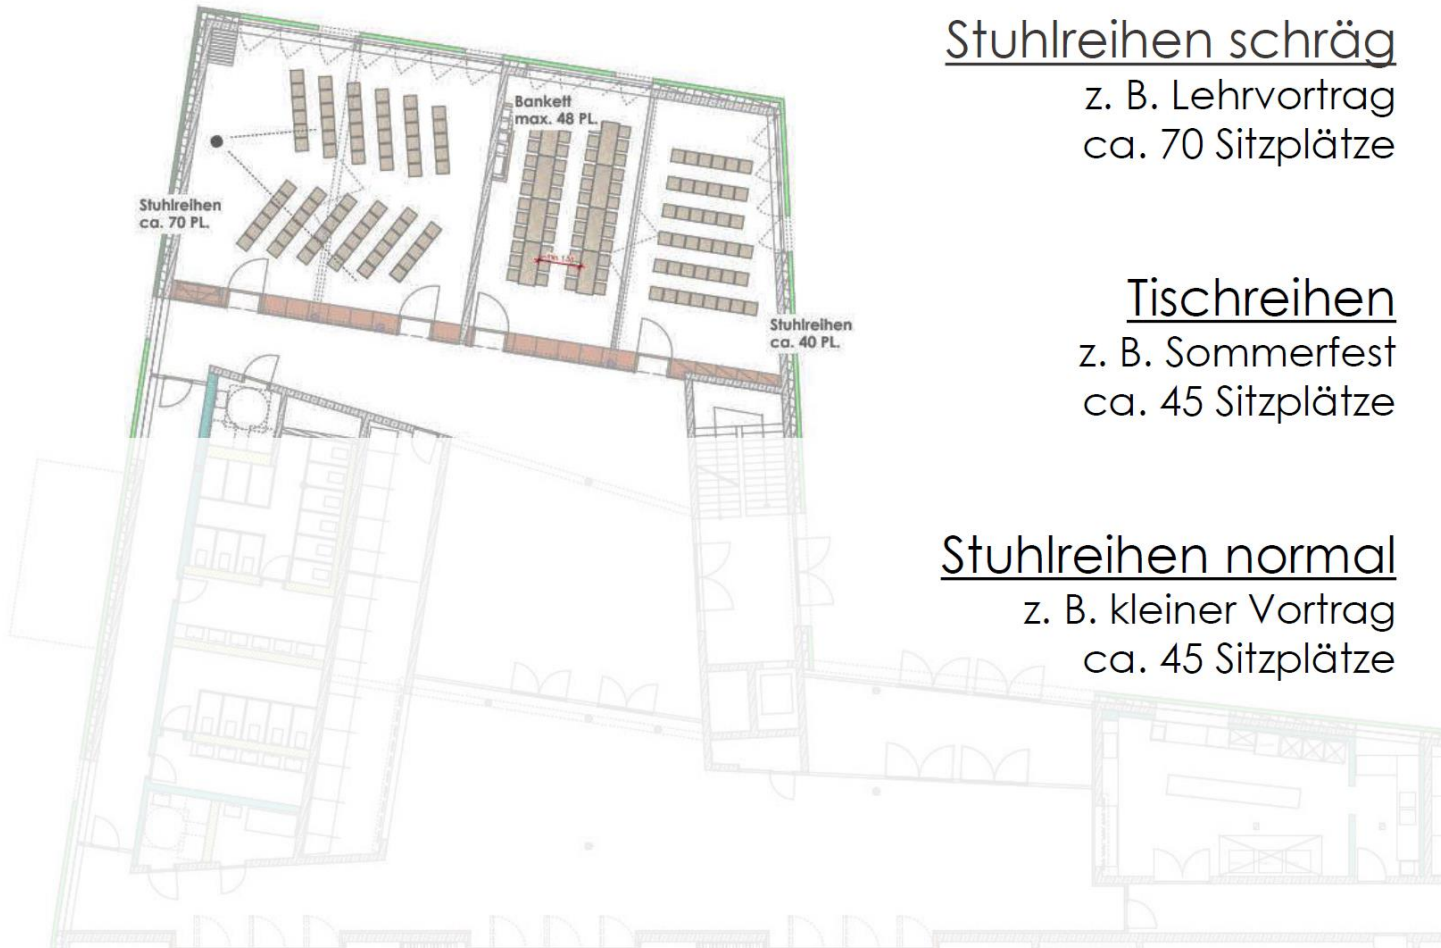 Stuhlreihen schräg
z. B. Lehrvortrag
ca. 70 Sitzplätze
Tischreihen
z. B. Sommerfest
ca. 45 Sitzplätze
Stuhlreihen normal
z. B. kleiner Vortrag
ca. 45 Sitzplätze
Bankett
max. 48 PL.
Stuhlreihen
ca. 70 PL.
Stuhlreihen
ca. 40 PL.